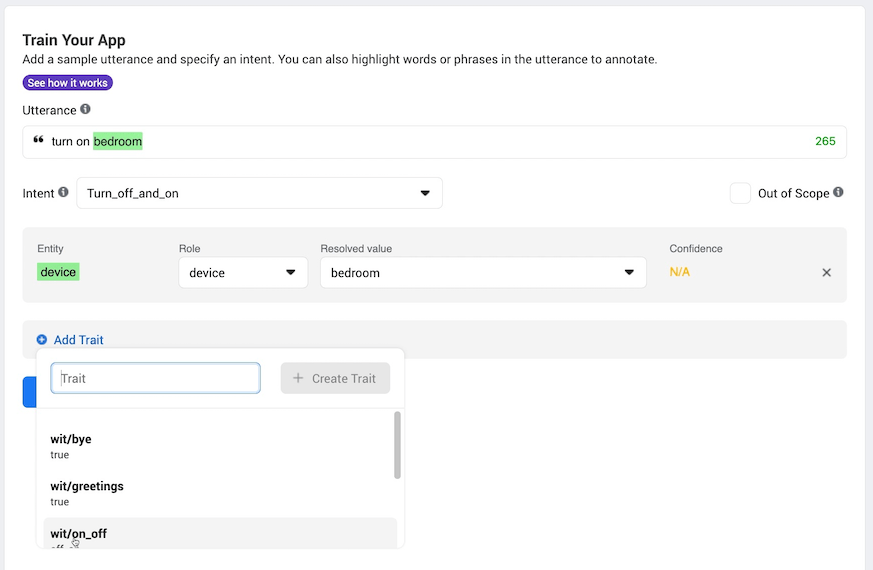 Train Your App
Add a sample utterance and specify an intent. You can also highlight words or phrases in the utterance to annotate.
See how it works
Utterance
❝ turn on bedroom 265
Intent Turn_off_and_on Out of Scope
Entity Role Resolved value Confidence
device device bedroom N/A
Add Trait
Trait + Create Trait
wit/bye
true
wit/greetings
true
wit/on_off